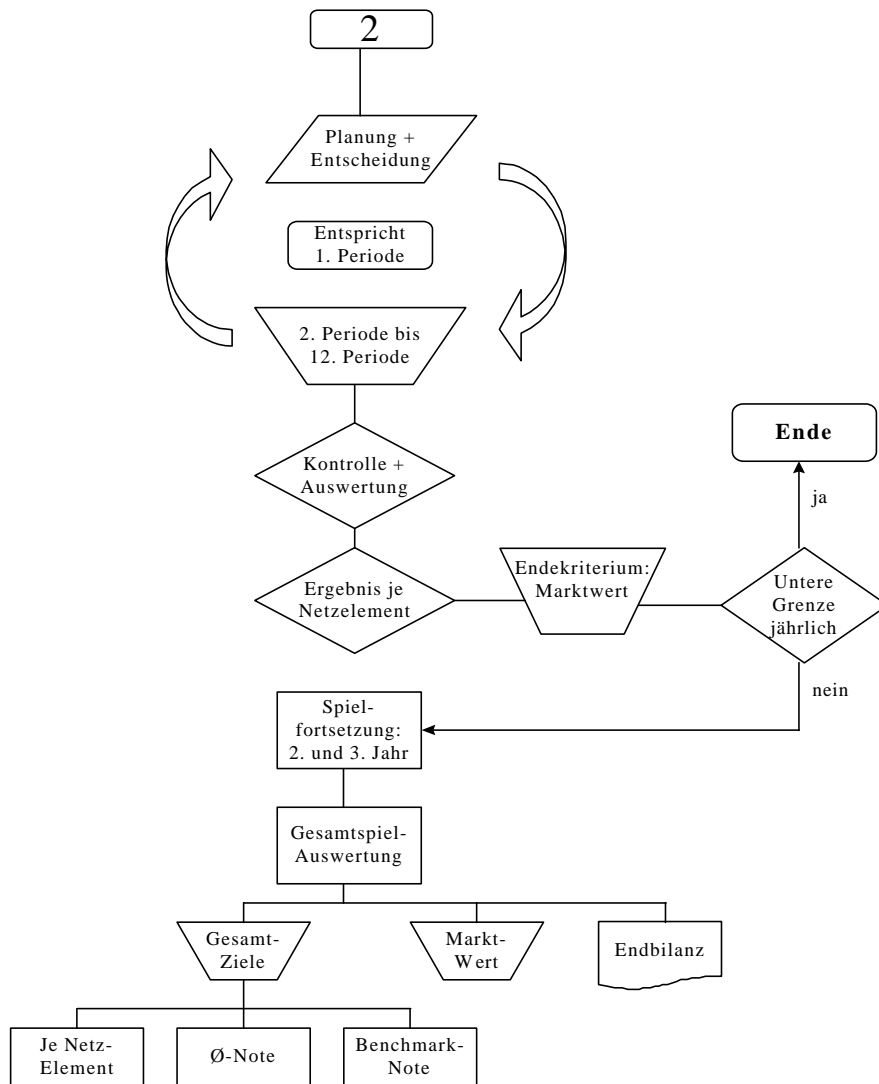 2
Planung +
Entscheidung
Entspricht
1. Periode
2. Periode bis
12. Periode
Ende
Kontrolle +
Auswertung
ja
Ergebnis je
Netzelement
Endekriterium:
Marktwert
Untere
Grenze
jährlich
nein
Spiel-
fortsetzung:
2. und 3. Jahr
Gesamtspiel-
Auswertung
Gesamt-
Ziele
Markt-
Wert
Endbilanz
Je Netz-
Element
Ø-Note
Benchmark-
Note